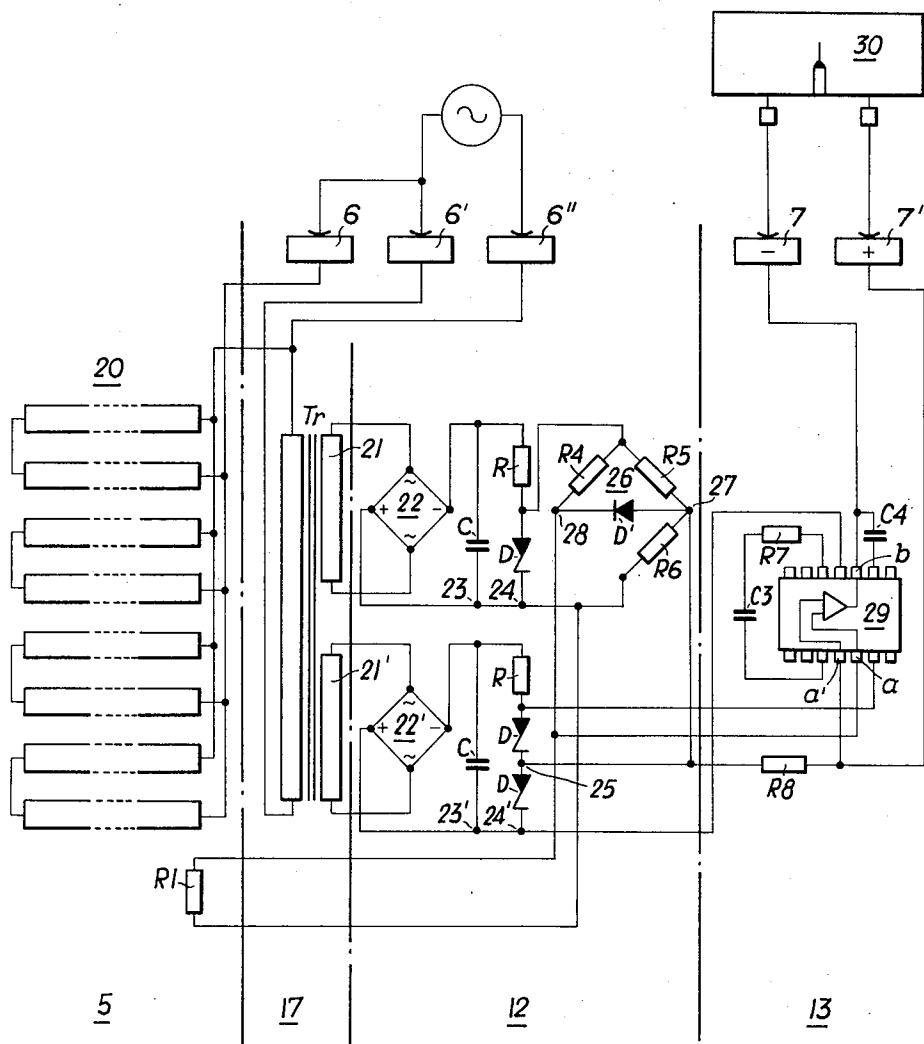 30
6
6'
6"
7
7'
-
+
20
Tr
21
R
R4
26
R5
27
~
+
22
-
~
C
D
28
D'
R6
C4
R7
b
23
24
C3
29
21'
R
a'
a
~
+
22'
-
~
C
D
D
25
R8
23'
24'
R1
5
17
12
13